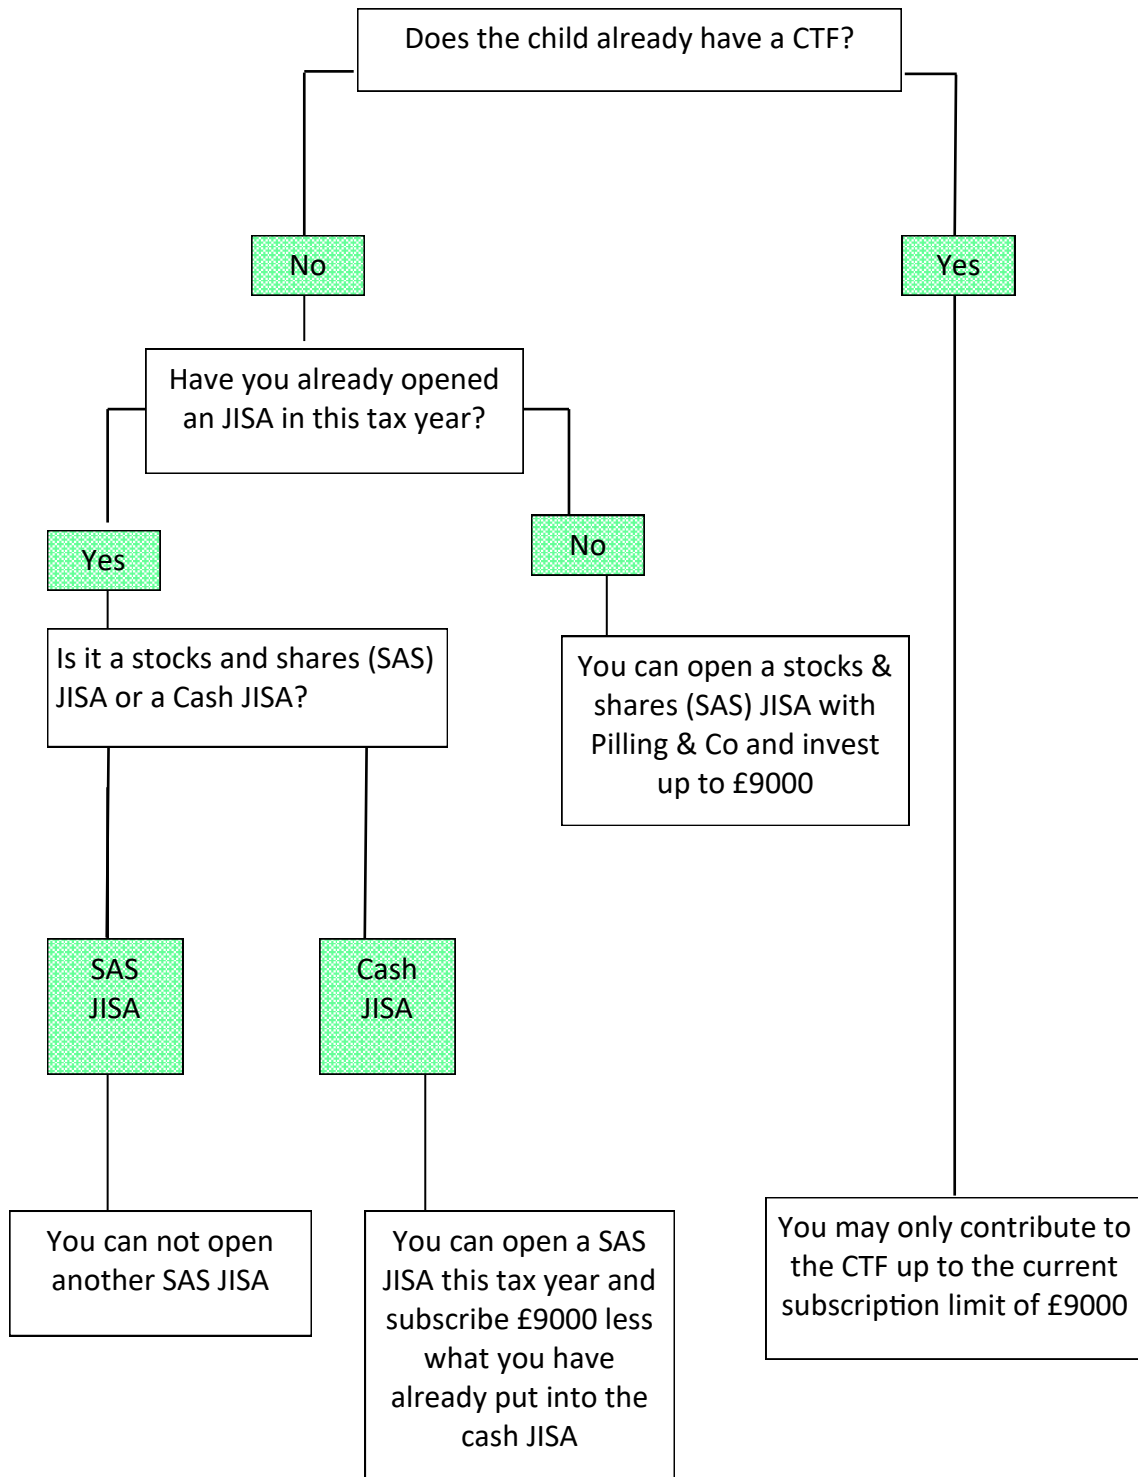 Does the child already have a CTF?
No
Yes
Have you already opened
an JISA in this tax year?
Yes
No
Is it a stocks and shares (SAS)
JISA or a Cash JISA?
You can open a stocks &
shares (SAS) JISA with
Pilling & Co and invest
up to £9000
SAS
JISA
Cash
JISA
You can not open
another SAS JISA
You can open a SAS
JISA this tax year and
subscribe £9000 less
what you have
already put into the
cash JISA
You may only contribute to
the CTF up to the current
subscription limit of £9000